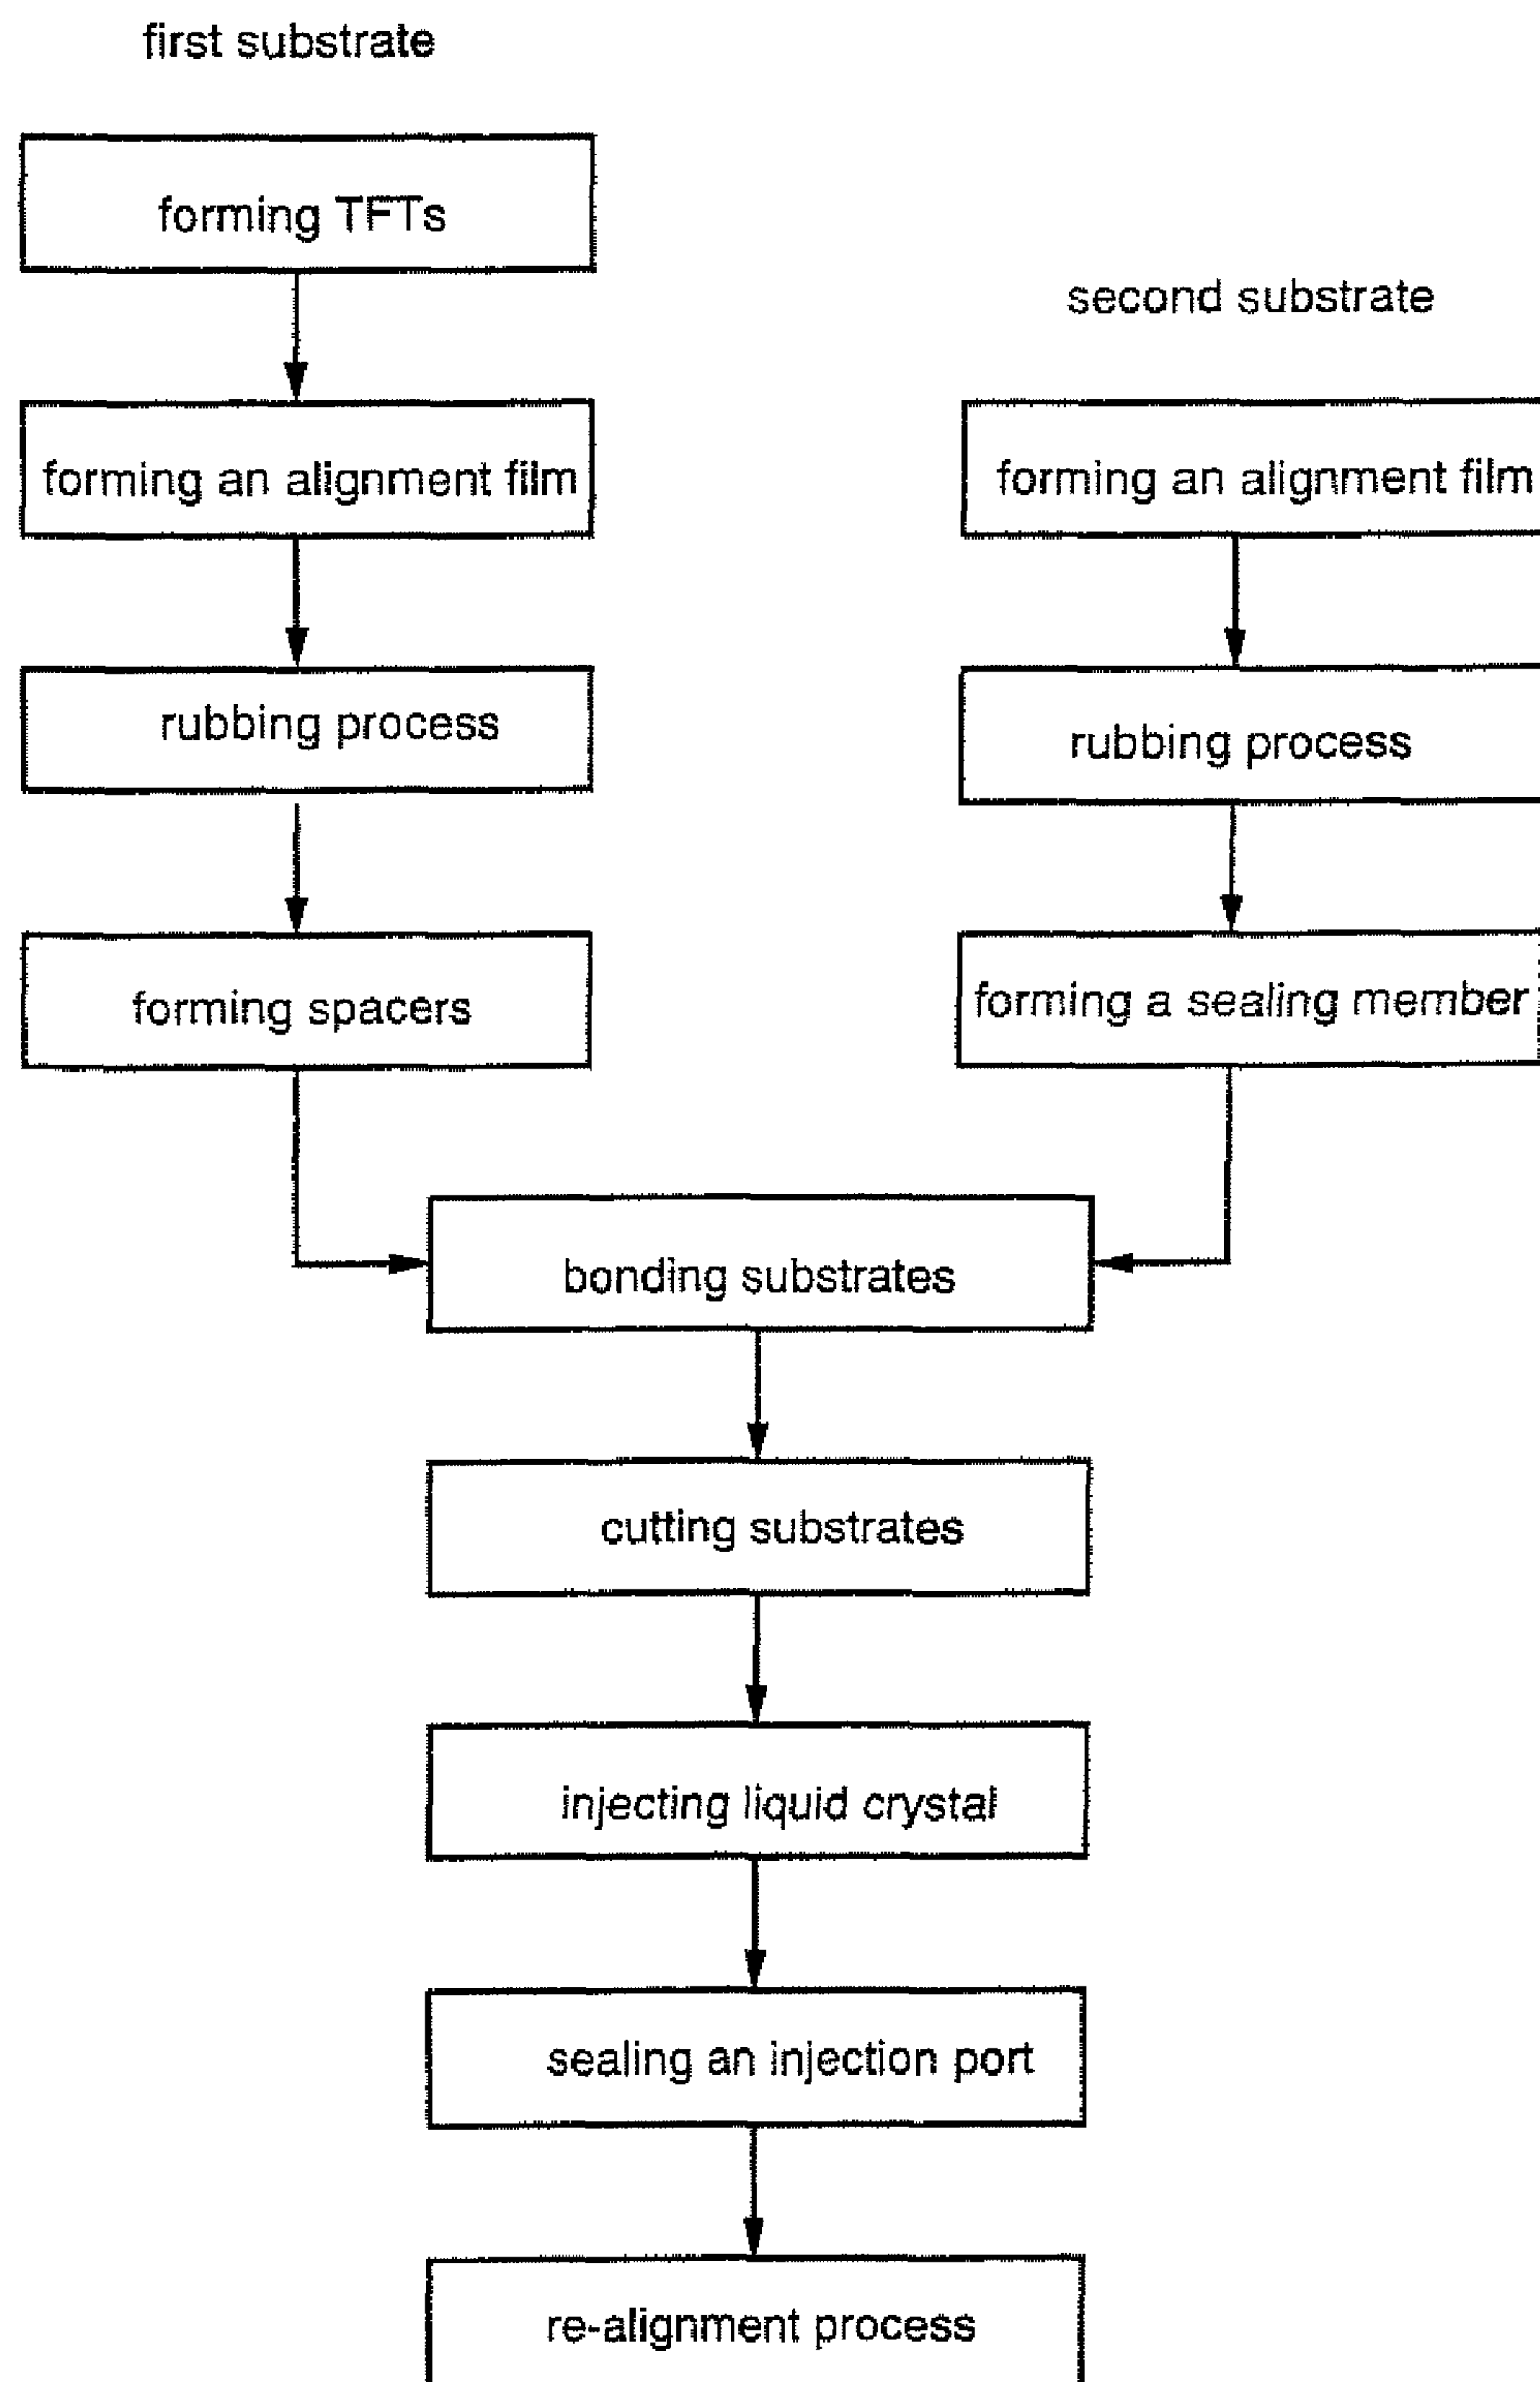 first substrate
forming TFTs
second substrate
forming an alignment film
forming an alignment film
rubbing process
rubbing process
forming spacers
forming a sealing member
bonding substrates
cutting substrates
injecting liquid crystal
sealing an injection port
re-alignment process